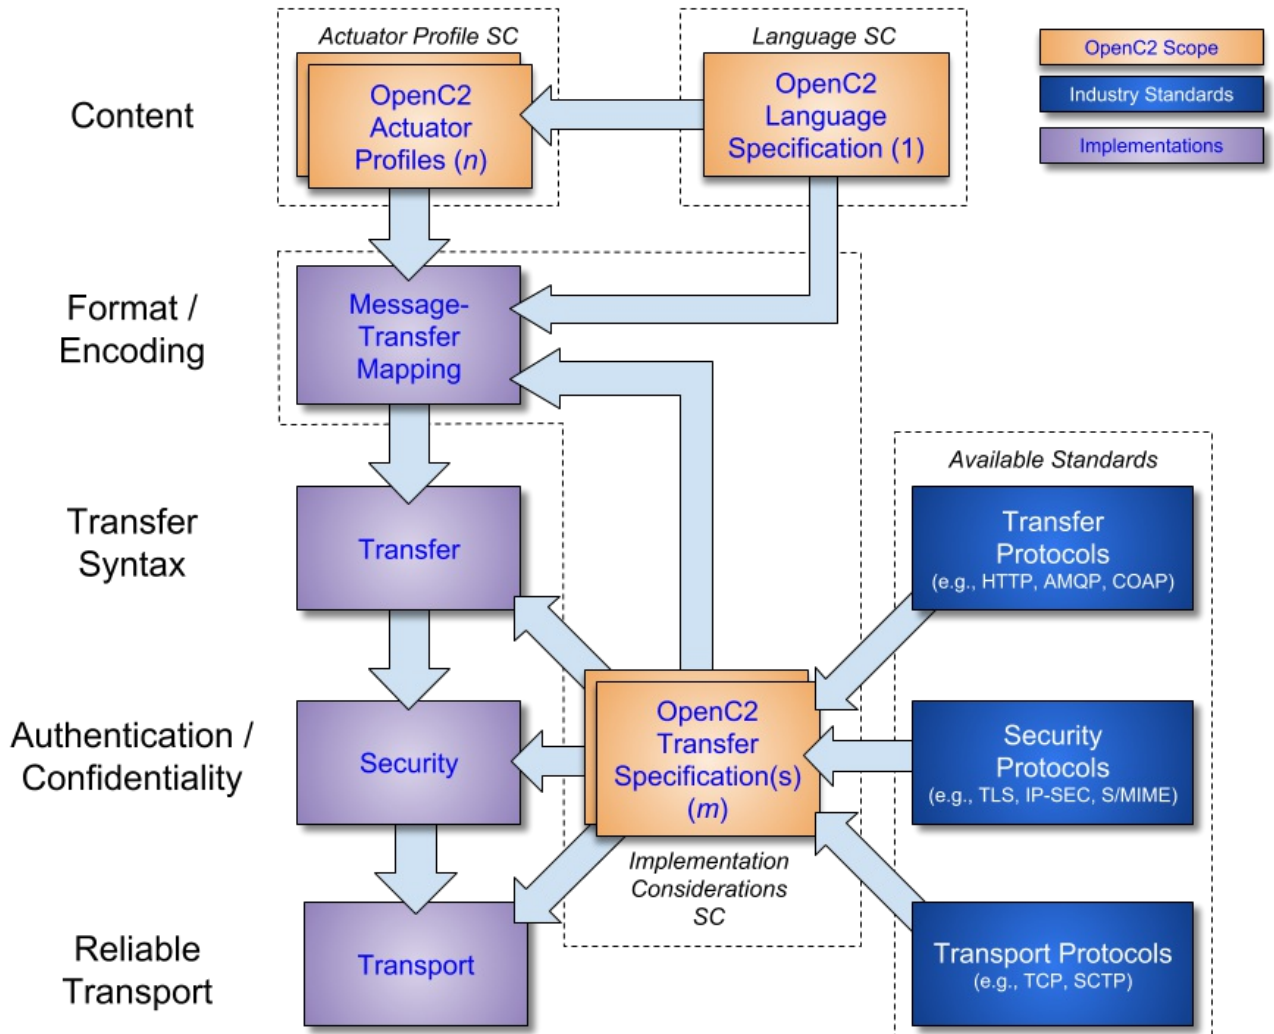 Actuator Profile SC
Language SC
OpenC2 Scope
Industry Standards
Implementations
Content
OpenC2
Actuator
Profiles (n)
OpenC2
Language
Specification (1)
Format /
Encoding
Message-
Transfer
Mapping
Available Standards
Transfer
Syntax
Transfer
Transfer
Protocols
(e.g., HTTP, AMQP, COAP)
Authentication /
Confidentiality
Security
OpenC2
Transfer
Specification(s)
(m)
Security
Protocols
(e.g., TLS, IP-SEC, S/MIME)
Implementation
Considerations
SC
Reliable
Transport
Transport
Transport Protocols
(e.g., TCP, SCTP)